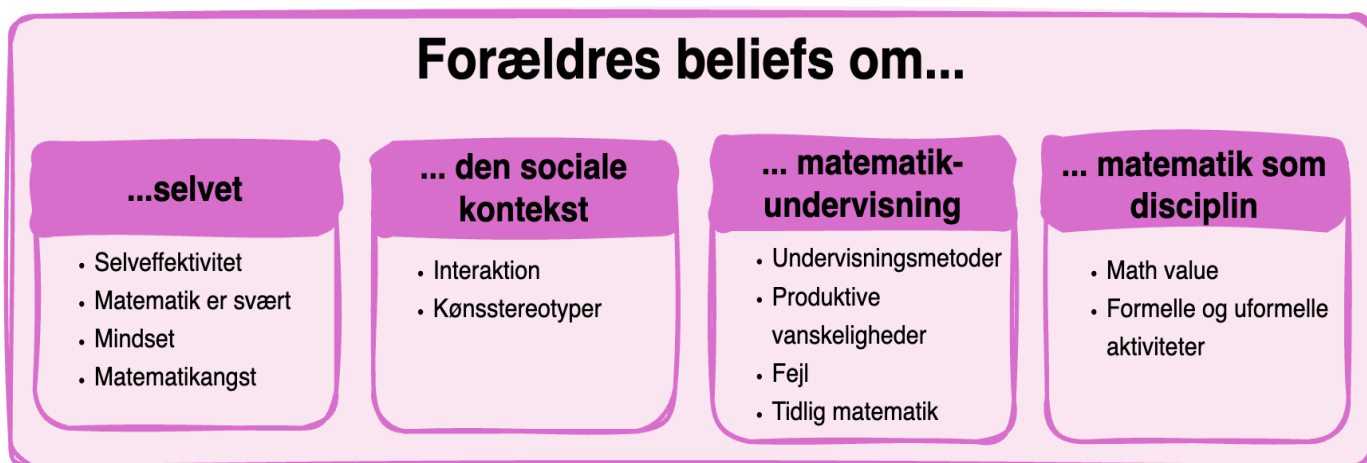 Forældres beliefs om...
...selvet
• Selveffektivitet
• Matematik er svært
• Mindset
• Matematikangst
... den sociale
kontekst
• Interaktion
• Kønsstereotyper
... matematik-
undervisning
• Undervisningsmetoder
• Produktive
vanskeligheder
• Fejl
• Tidlig matematik
... matematik som
disciplin
• Math value
• Formelle og uformelle
aktiviteter